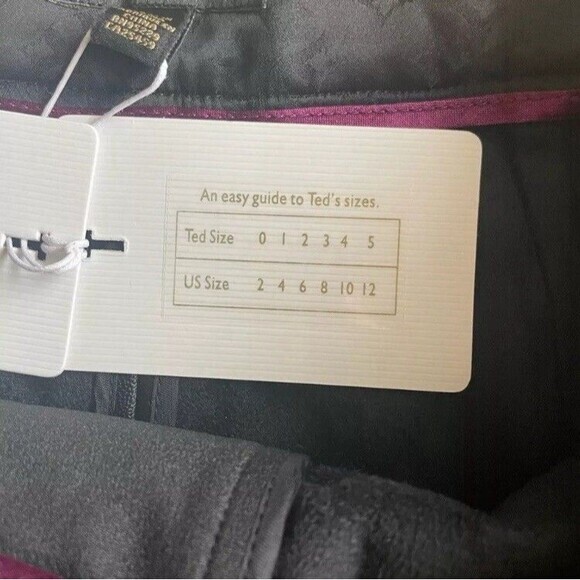 CHINA
An easy guide to Ted's sizes.
Ted Size 0 1 2 3 4 5
US Size 2 4 6 8 10 12